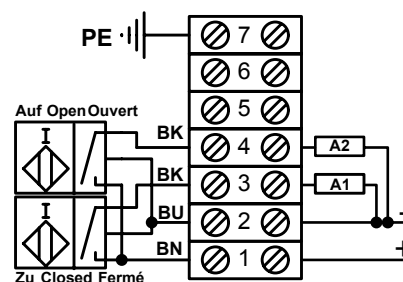 PE 7
6
5
Auf Open Ouvert
I
BK 4 A2
BK 3 A1
I
BU 2 -
BN 1 +
Zu Closed Fermé